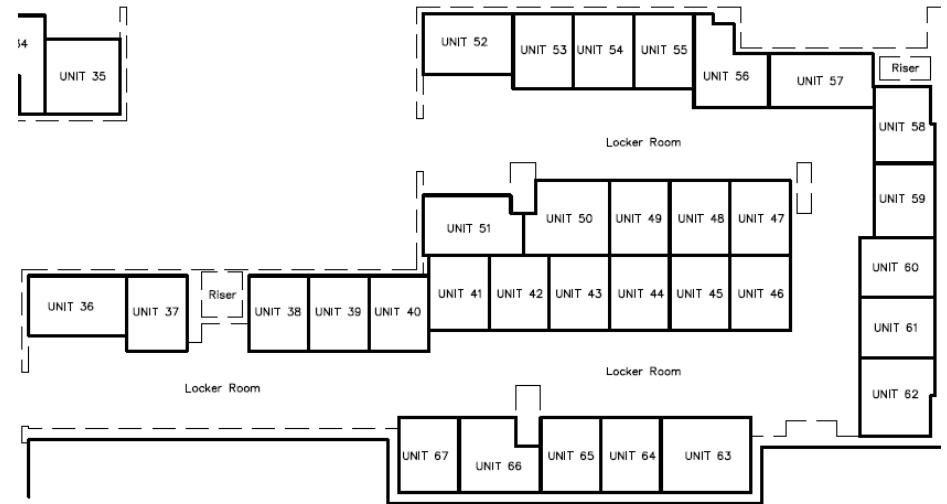 UNIT 52
UNIT 53
UNIT 54
UNIT 55
UNIT 56
UNIT 57
Riser
34
UNIT 35
UNIT 58
Locker Room
UNIT 59
UNIT 51
UNIT 50
UNIT 49
UNIT 48
UNIT 47
UNIT 60
UNIT 36
UNIT 37
Riser
UNIT 38
UNIT 39
UNIT 40
UNIT 41
UNIT 42
UNIT 43
UNIT 44
UNIT 45
UNIT 46
UNIT 61
Locker Room
Locker Room
UNIT 62
UNIT 67
UNIT 66
UNIT 65
UNIT 64
UNIT 63